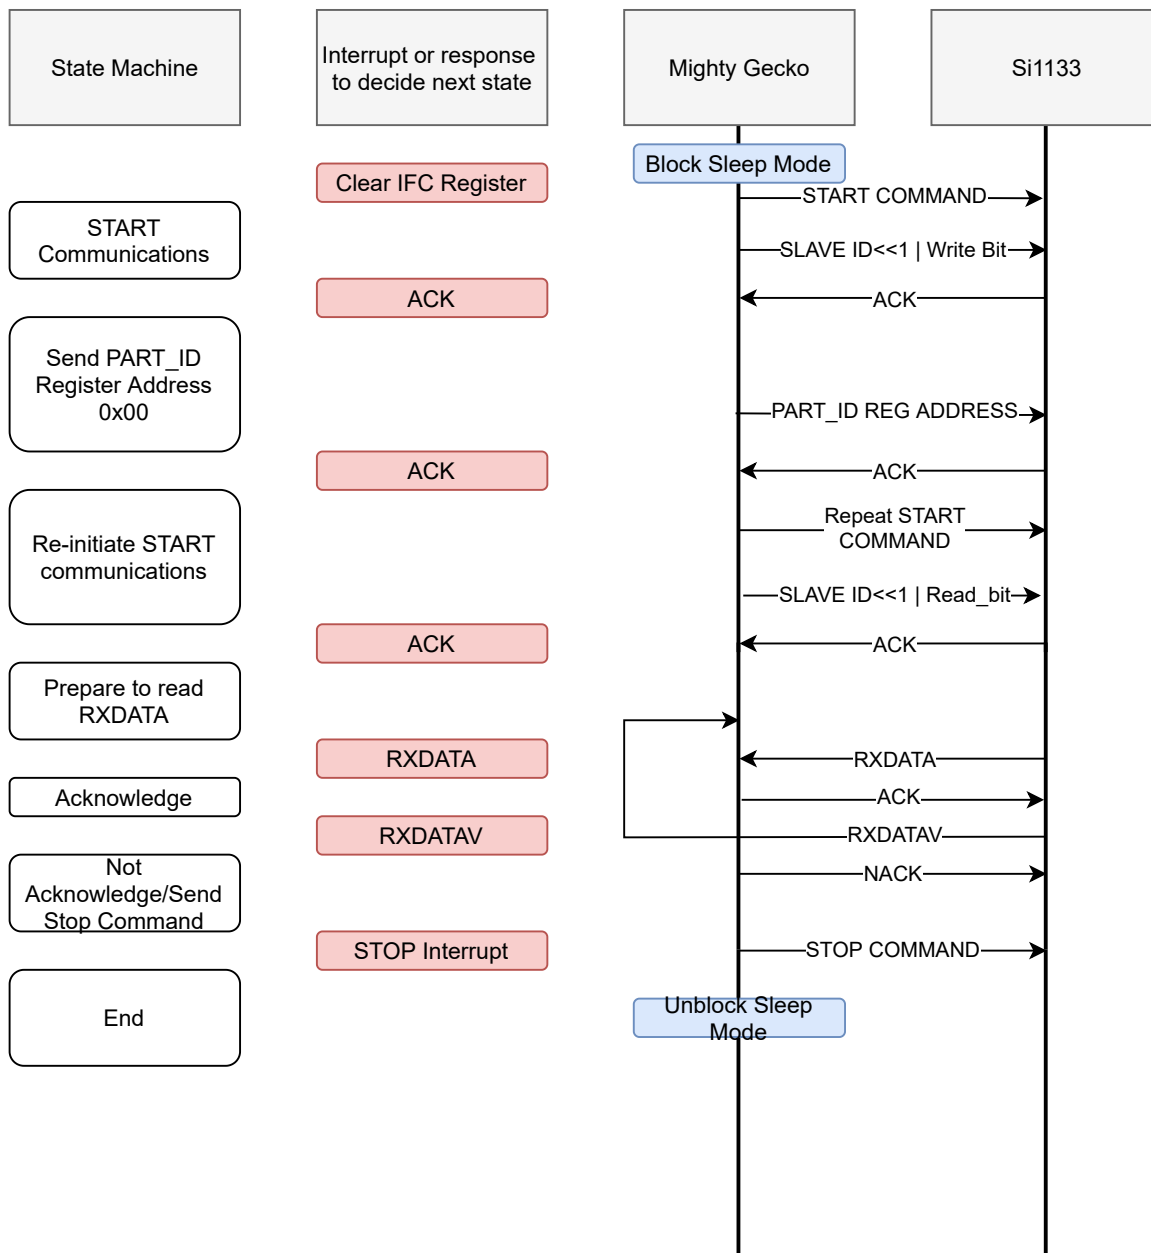 State Machine
Interrupt or response
to decide next state
Mighty Gecko
Si1133
Block Sleep Mode
Clear IFC Register
START COMMAND
START
Communications
SLAVE ID<<1 | Write Bit
ACK
ACK
Send PART_ID
Register Address
0x00
PART_ID REG ADDRESS
ACK
ACK
Re-initiate START
communications
Repeat START
COMMAND
SLAVE ID<<1 | Read_bit
ACK
ACK
Prepare to read
RXDATA
RXDATA
RXDATA
Acknowledge
ACK
RXDATAV
RXDATAV
Not
Acknowledge/Send
Stop Command
NACK
STOP Interrupt
STOP COMMAND
End
Unblock Sleep
Mode